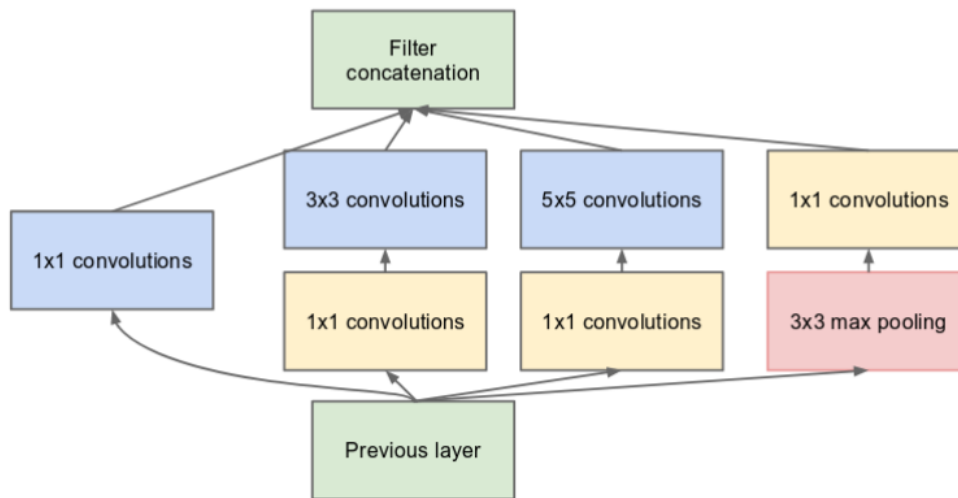 Filter
concatenation
3x3 convolutions
5x5 convolutions
1x1 convolutions
1x1 convolutions
1x1 convolutions
1x1 convolutions
3x3 max pooling
Previous layer